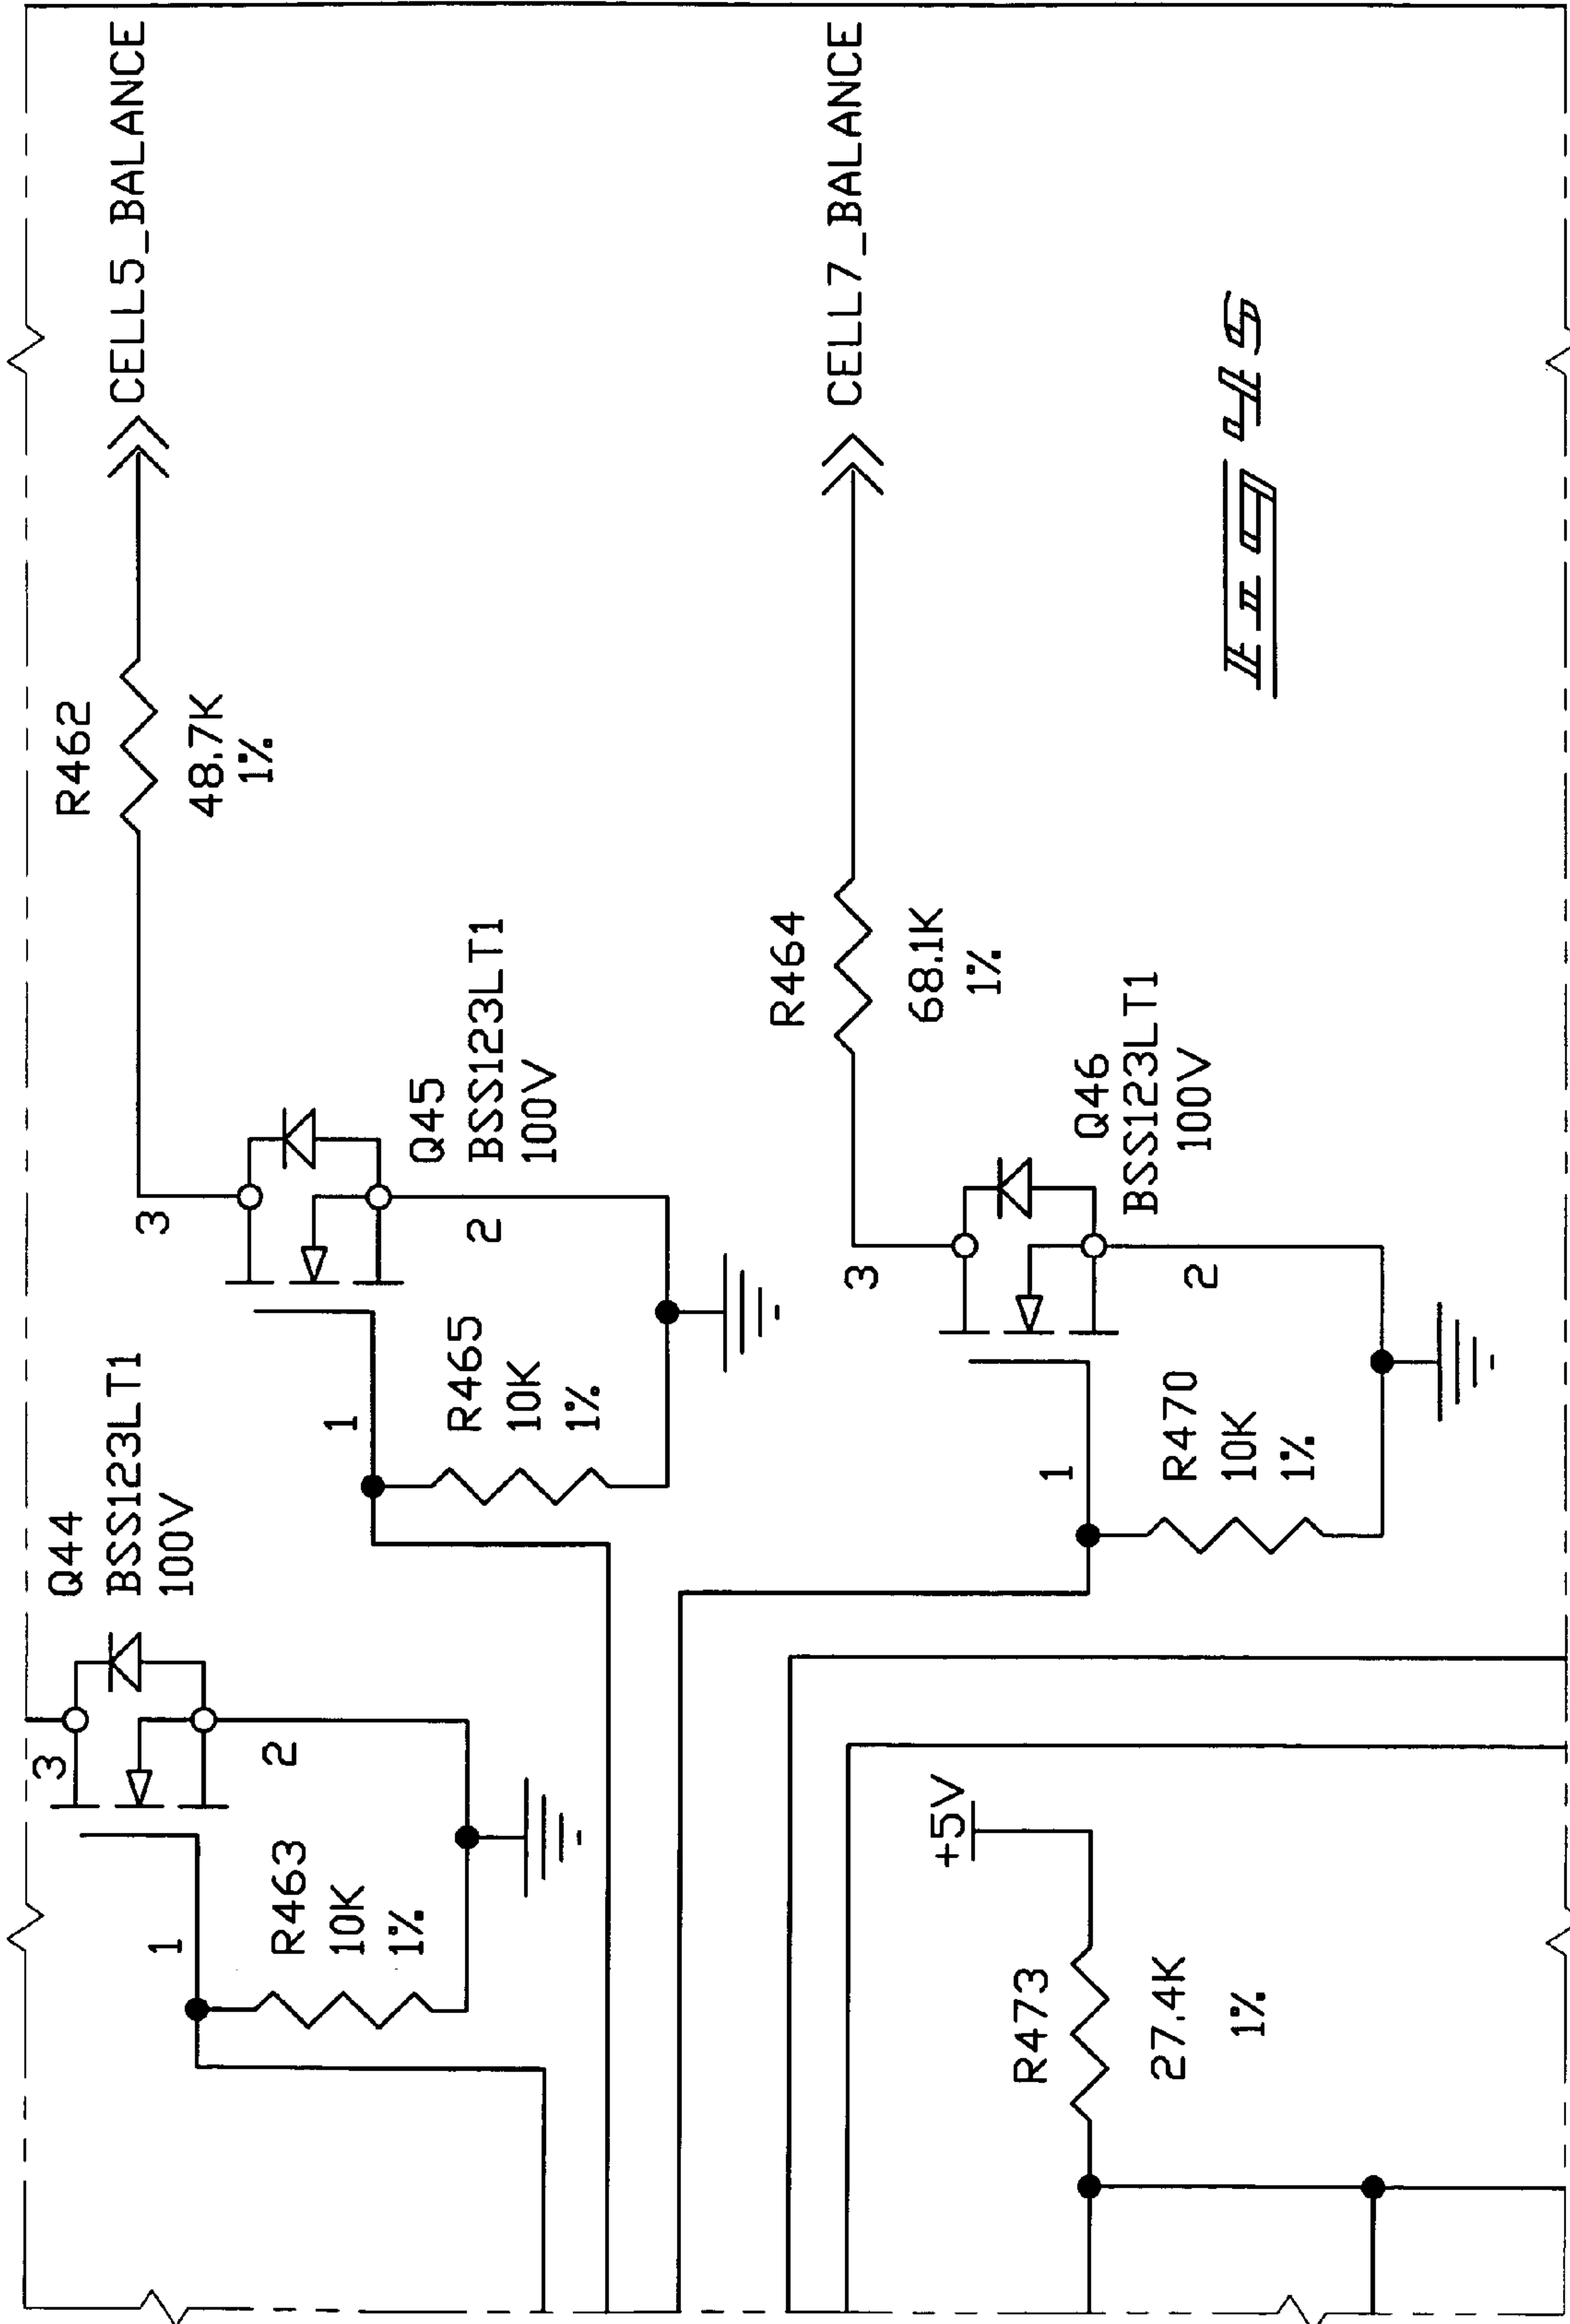 Q44
BSS123LT1
100V
3
2
1
R463
10K
1%
R462
48.7K
1%
CELL5_BALANCE
3
Q45
BSS123LT1
100V
2
1
R465
10K
1%
R464
68.1K
1%
CELL7_BALANCE
3
Q46
BSS123LT1
100V
2
1
R470
10K
1%
+5V
R473
27.4K
1%
FIG 45